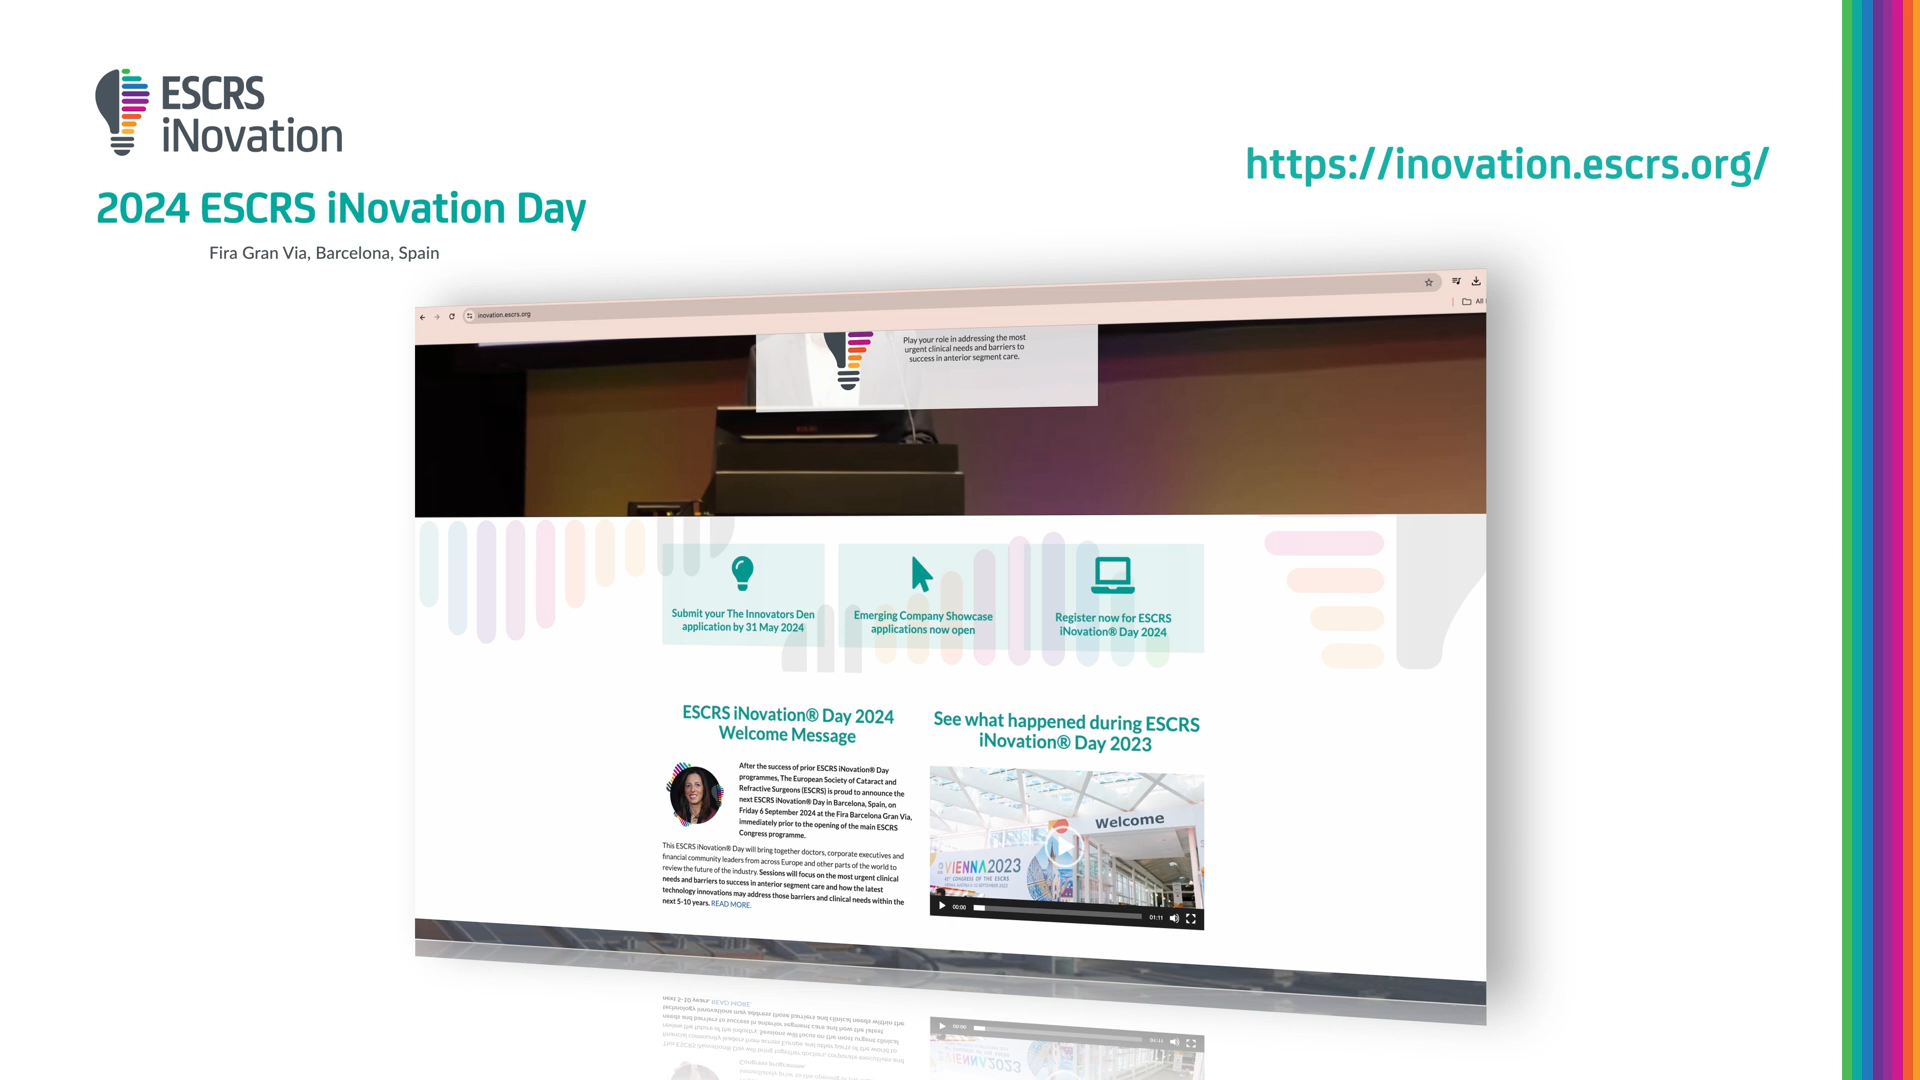 ESCRS
iNovation
2024 ESCRS iNovation Day
Fira Gran Via, Barcelona, Spain
https://inovation.escrs.org/
inovation.escrs.org
All
Play your role in addressing the most
urgent clinical needs and barriers to
success in anterior segment care.
Submit your The Innovators Den
application by 31 May 2024
Emerging Company Showcase
applications now open
Register now for ESCRS
iNovation® Day 2024
ESCRS iNovation® Day 2024
Welcome Message
After the success of prior ESCRS iNovation® Day
programmes, The European Society of Cataract and
Refractive Surgeons (ESCRS) is proud to announce the
next ESCRS iNovation® Day in Barcelona, Spain, on
Friday 6 September 2024 at the Fira Barcelona Gran Via,
immediately prior to the opening of the main ESCRS
Congress programme.
This ESCRS iNovation® Day will bring together doctors, corporate executives and
financial community leaders from across Europe and other parts of the world to
review the future of the industry. Sessions will focus on the most urgent clinical
needs and barriers to success in anterior segment care and how the latest
technology innovations may address those barriers and clinical needs within the
next 5-10 years. READ MORE.
See what happened during ESCRS
iNovation® Day 2023
Welcome
VIENNA2023
41st CONGRESS OF THE ESCRS
00:00
01:11